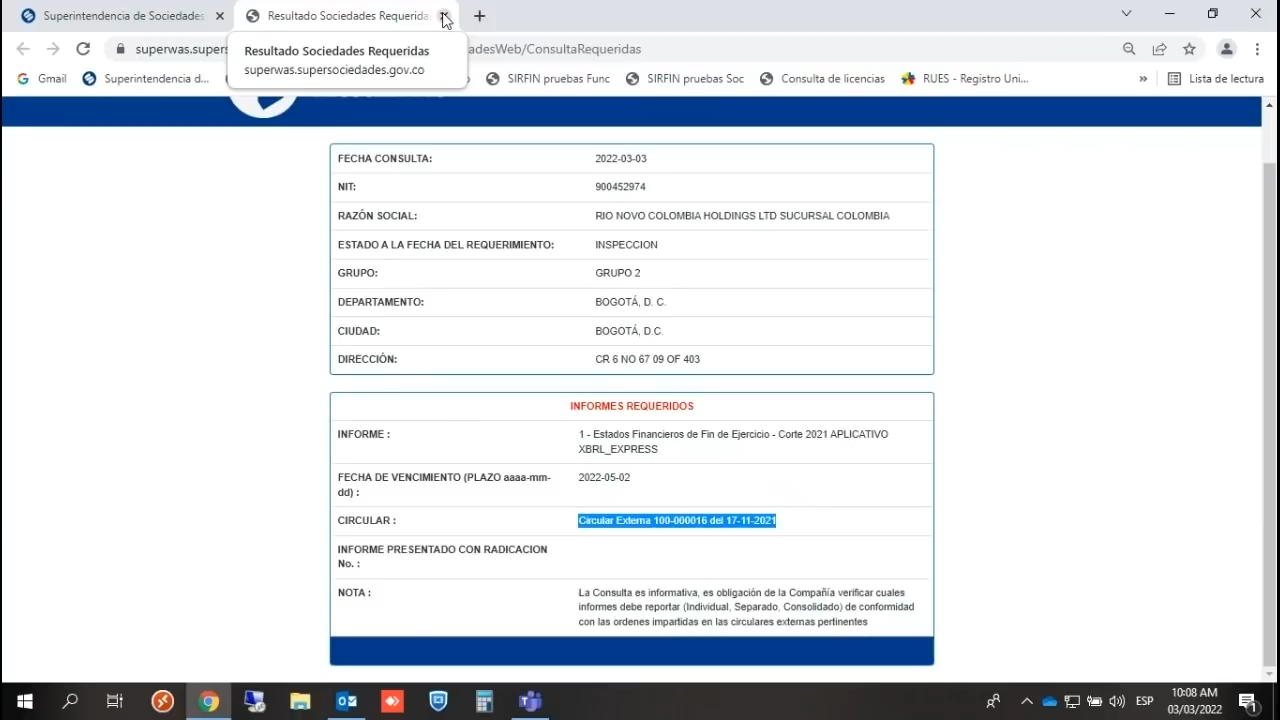 Superintendencia de Sociedades
Resultado Sociedades Requerida
superwas.supers
adesWeb/ConsultaRequeridas
Resultado Sociedades Requeridas
superwas.supersociedades.gov.co
Gmail
Superintendencia d...
SIRFIN pruebas Func
SIRFIN pruebas Soc
Consulta de licencias
RUES - Registro Uni...
»
Lista de lectura
FECHA CONSULTA: 2022-03-03
NIT: 900452974
RAZÓN SOCIAL: RIO NOVO COLOMBIA HOLDINGS LTD SUCURSAL COLOMBIA
ESTADO A LA FECHA DEL REQUERIMIENTO: INSPECCION
GRUPO: GRUPO 2
DEPARTAMENTO: BOGOTÁ, D. C.
CIUDAD: BOGOTÁ, D.C.
DIRECCIÓN: CR 6 NO 67 09 OF 403
INFORMES REQUERIDOS
INFORME : 1 - Estados Financieros de Fin de Ejercicio - Corte 2021 APLICATIVO
XBRL_EXPRESS
FECHA DE VENCIMIENTO (PLAZO aaaa-mm- 2022-05-02
dd) :
CIRCULAR : Circular Externa 100-000016 del 17-11-2021
INFORME PRESENTADO CON RADICACION
No. :
NOTA : La Consulta es informativa, es obligación de la Compañía verificar cuales
informes debe reportar (Individual, Separado, Consolidado) de conformidad
con las ordenes impartidas en las circulares externas pertinentes
ESP
10:08 AM
03/03/2022
1